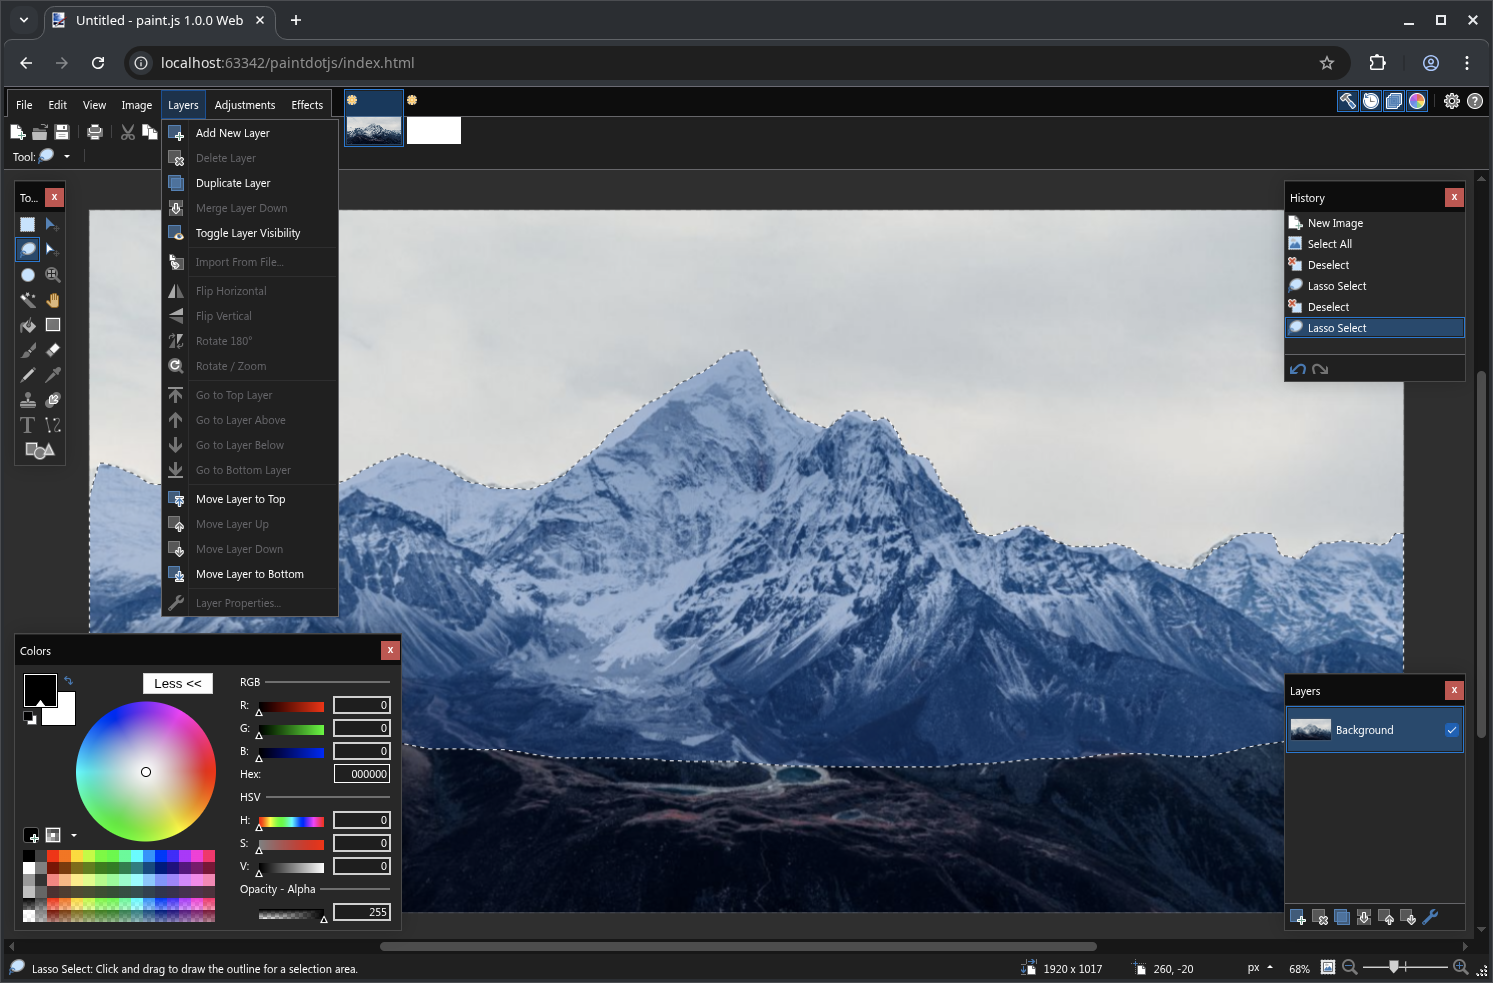 Untitled - paint.js 1.0.0 Web
localhost:63342/paintdotjs/index.html
File Edit View Image Layers Adjustments Effects
Tool:
Add New Layer
Delete Layer
Duplicate Layer
Merge Layer Down
Toggle Layer Visibility
Import From File...
Flip Horizontal
Flip Vertical
Rotate 180°
Rotate / Zoom
Go to Top Layer
Go to Layer Above
Go to Layer Below
Go to Bottom Layer
Move Layer to Top
Move Layer Up
Move Layer Down
Move Layer to Bottom
Layer Properties...
To...
History
New Image
Select All
Deselect
Lasso Select
Deselect
Lasso Select
Colors
Less <<
RGB
R: 0
G: 0
B: 0
Hex: 000000
HSV
H: 0
S: 0
V: 0
Opacity - Alpha
255
Layers
Background
Lasso Select: Click and drag to draw the outline for a selection area.
1920 x 1017
260, -20
px
68%